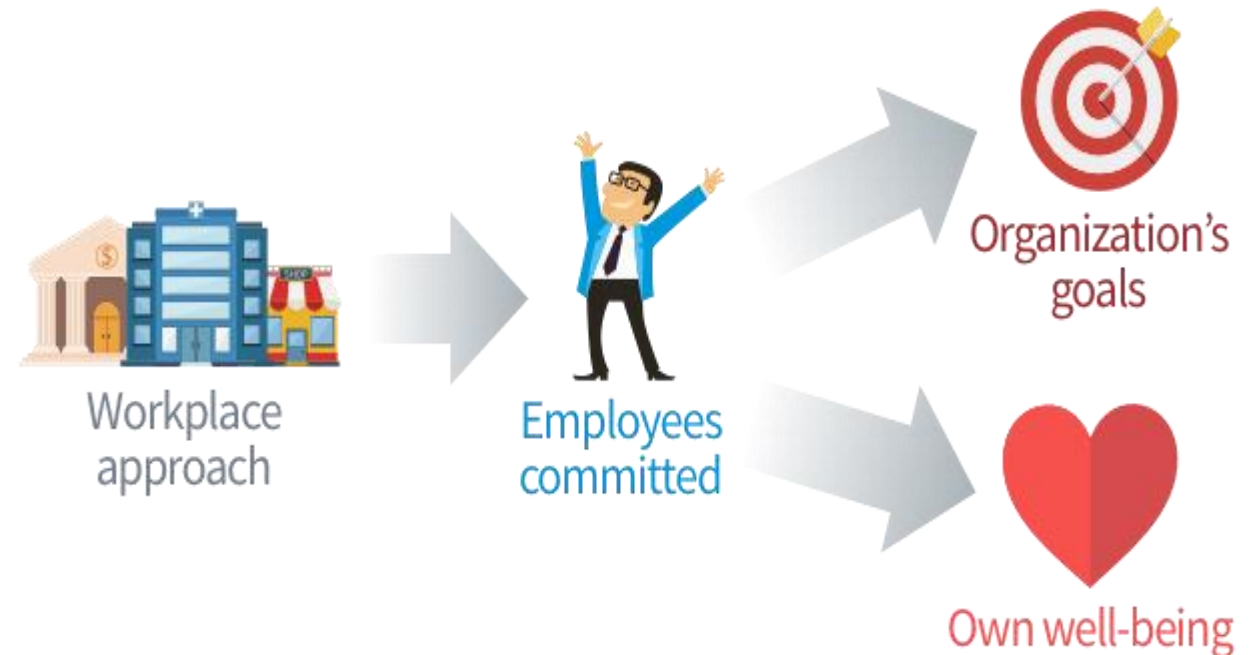 $
SHOP
Workplace
approach
Employees
committed
Organization's
goals
Own well-being